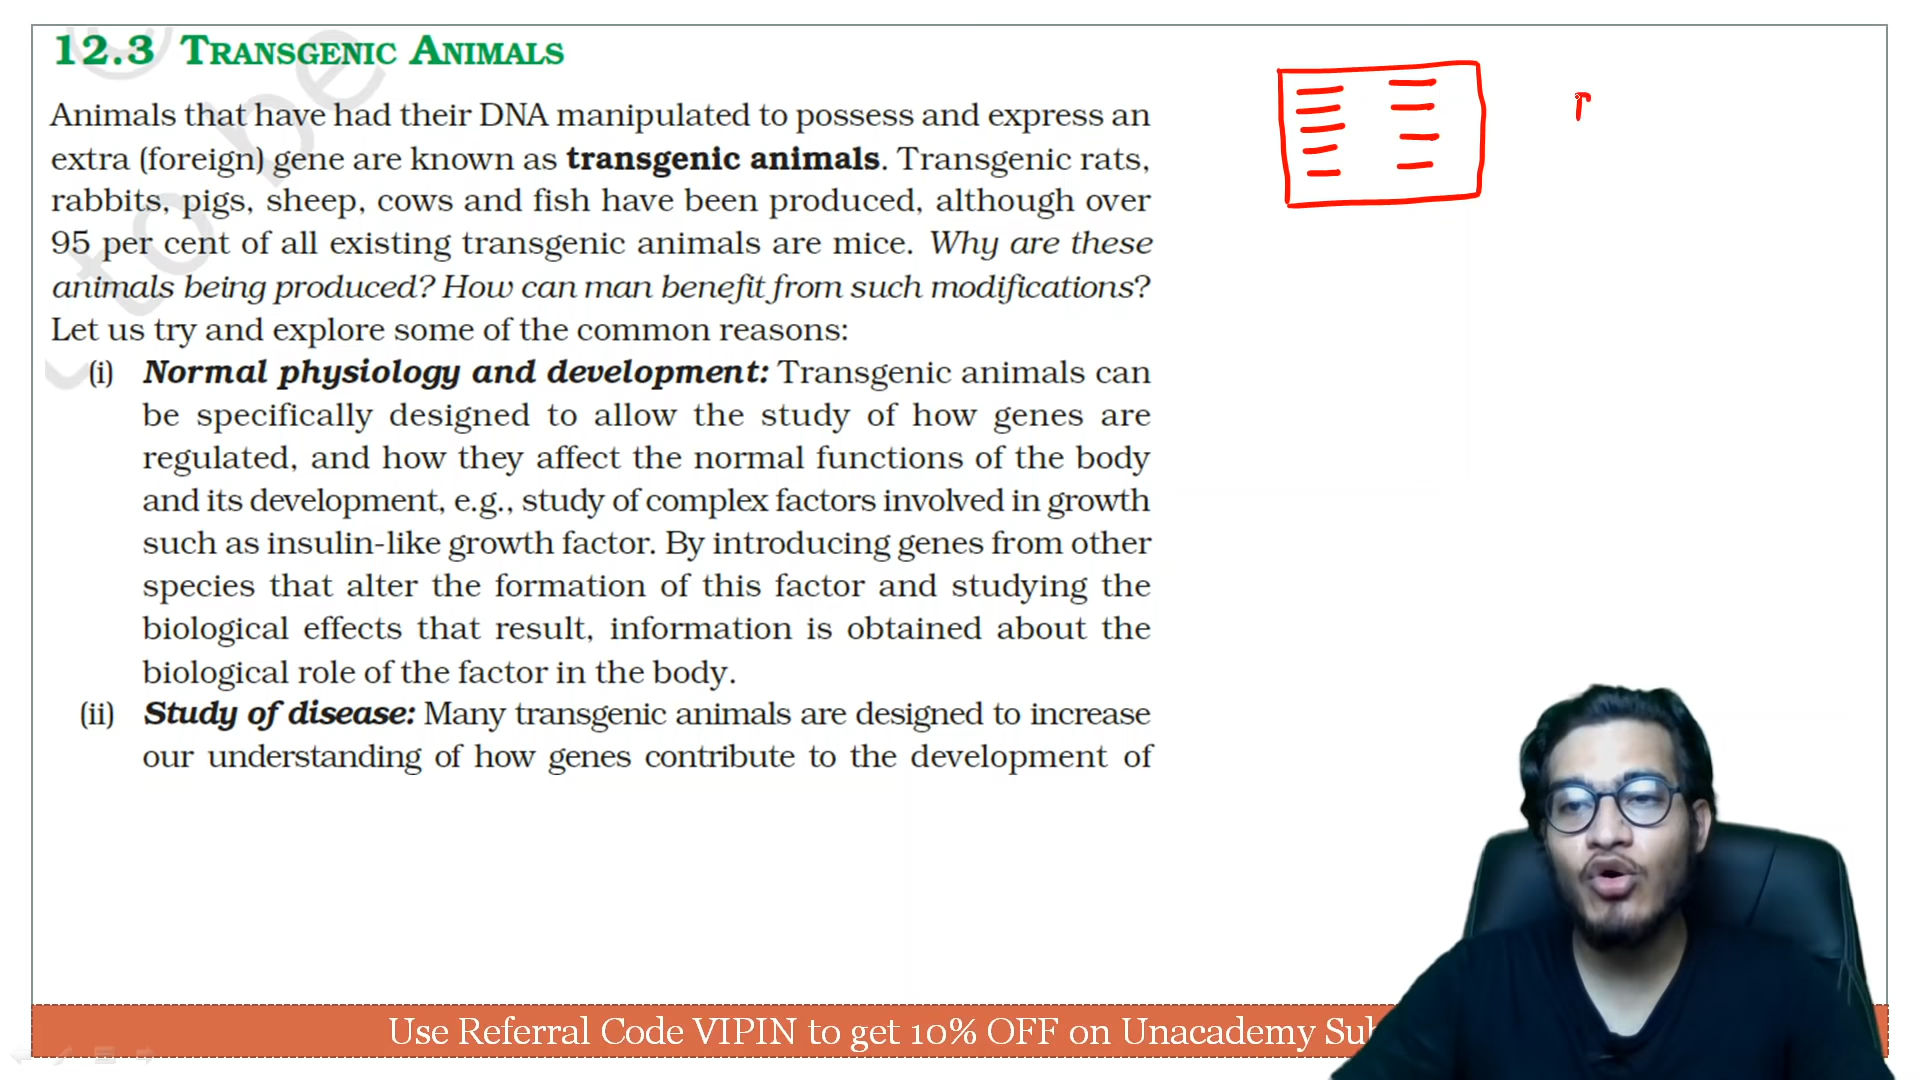 12.3 TRANSGENIC ANIMALS
Animals that have had their DNA manipulated to possess and express an
extra (foreign) gene are known as transgenic animals. Transgenic rats,
rabbits, pigs, sheep, cows and fish have been produced, although over
95 per cent of all existing transgenic animals are mice. Why are these
animals being produced? How can man benefit from such modifications?
Let us try and explore some of the common reasons:
(i) Normal physiology and development: Transgenic animals can
be specifically designed to allow the study of how genes are
regulated, and how they affect the normal functions of the body
and its development, e.g., study of complex factors involved in growth
such as insulin-like growth factor. By introducing genes from other
species that alter the formation of this factor and studying the
biological effects that result, information is obtained about the
biological role of the factor in the body.
(ii) Study of disease: Many transgenic animals are designed to increase
our understanding of how genes contribute to the development of
to be
Use Referral Code VIPIN to get 10% OFF on Unacademy